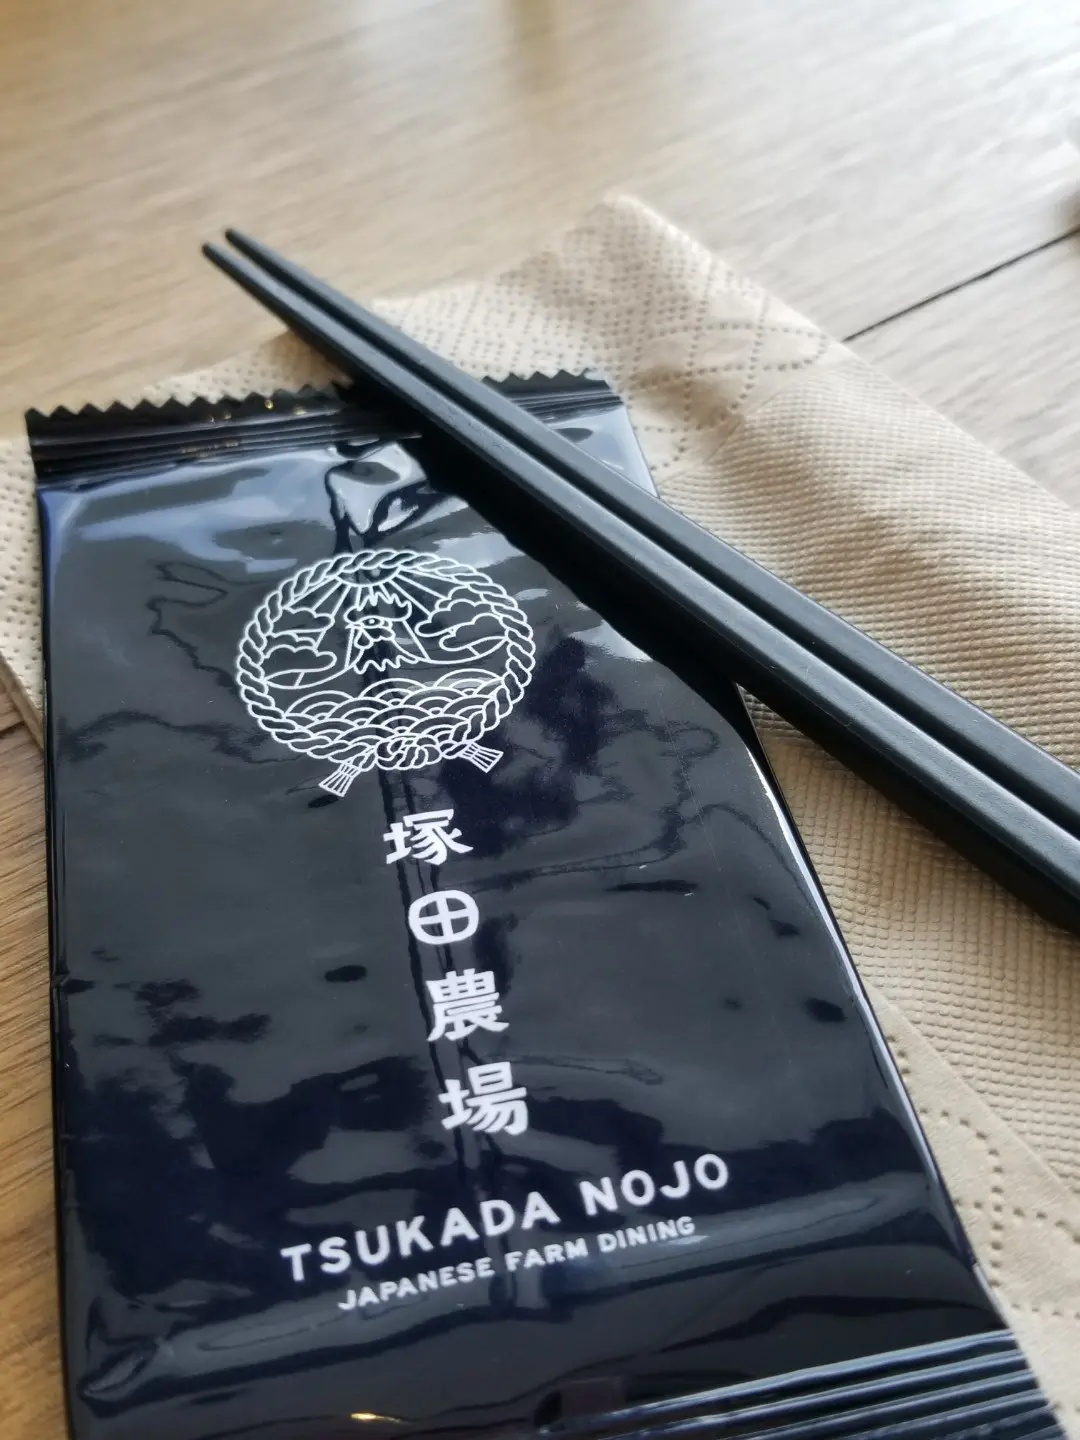 塚田農場
TSUKADA NOJO
JAPANESE FARM DINING